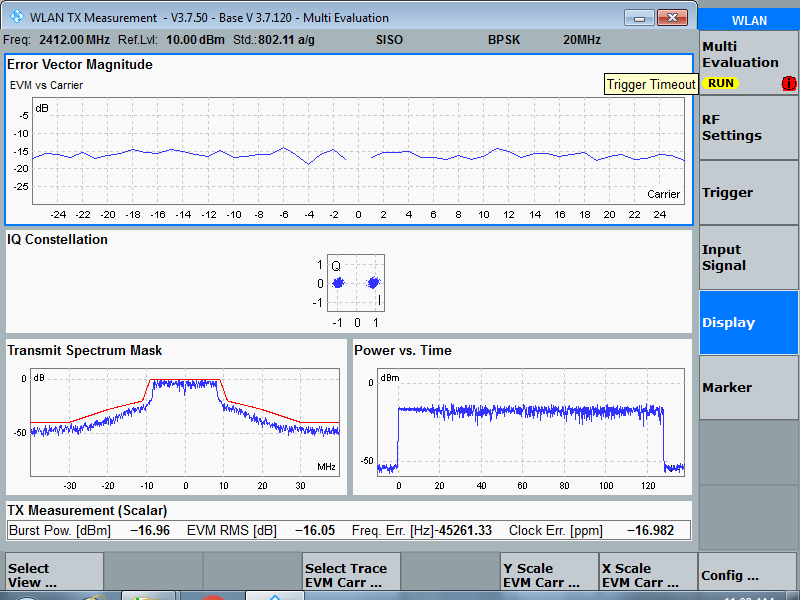 WLAN TX Measurement - V3.7.50 - Base V 3.7.120 - Multi Evaluation
Freq: 2412.00 MHz Ref.Lvl: 10.00 dBm Std.: 802.11 a/g SISO BPSK 20MHz
WLAN
Multi
Evaluation
RUN
i
RF
Settings
Trigger
Input
Signal
Display
Marker
Error Vector Magnitude
EVM vs Carrier
Trigger Timeout
dB
-5
-10
-15
-20
-25
Carrier
-24 -22 -20 -18 -16 -14 -12 -10 -8 -6 -4 -2 0 2 4 6 8 10 12 14 16 18 20 22 24
IQ Constellation
1 Q
0
-1 I
-1 0 1
Transmit Spectrum Mask
0 dB
-50
MHz
-30 -20 -10 0 10 20 30
Power vs. Time
dBm
0
-50
0 20 40 60 80 100 120
TX Measurement (Scalar)
Burst Pow. [dBm] -16.96 EVM RMS [dB] -16.05 Freq. Err. [Hz] -45261.33 Clock Err. [ppm] -16.982
Select
View ...
Select Trace
EVM Carr ...
Y Scale
EVM Carr ...
X Scale
EVM Carr ...
Config ...